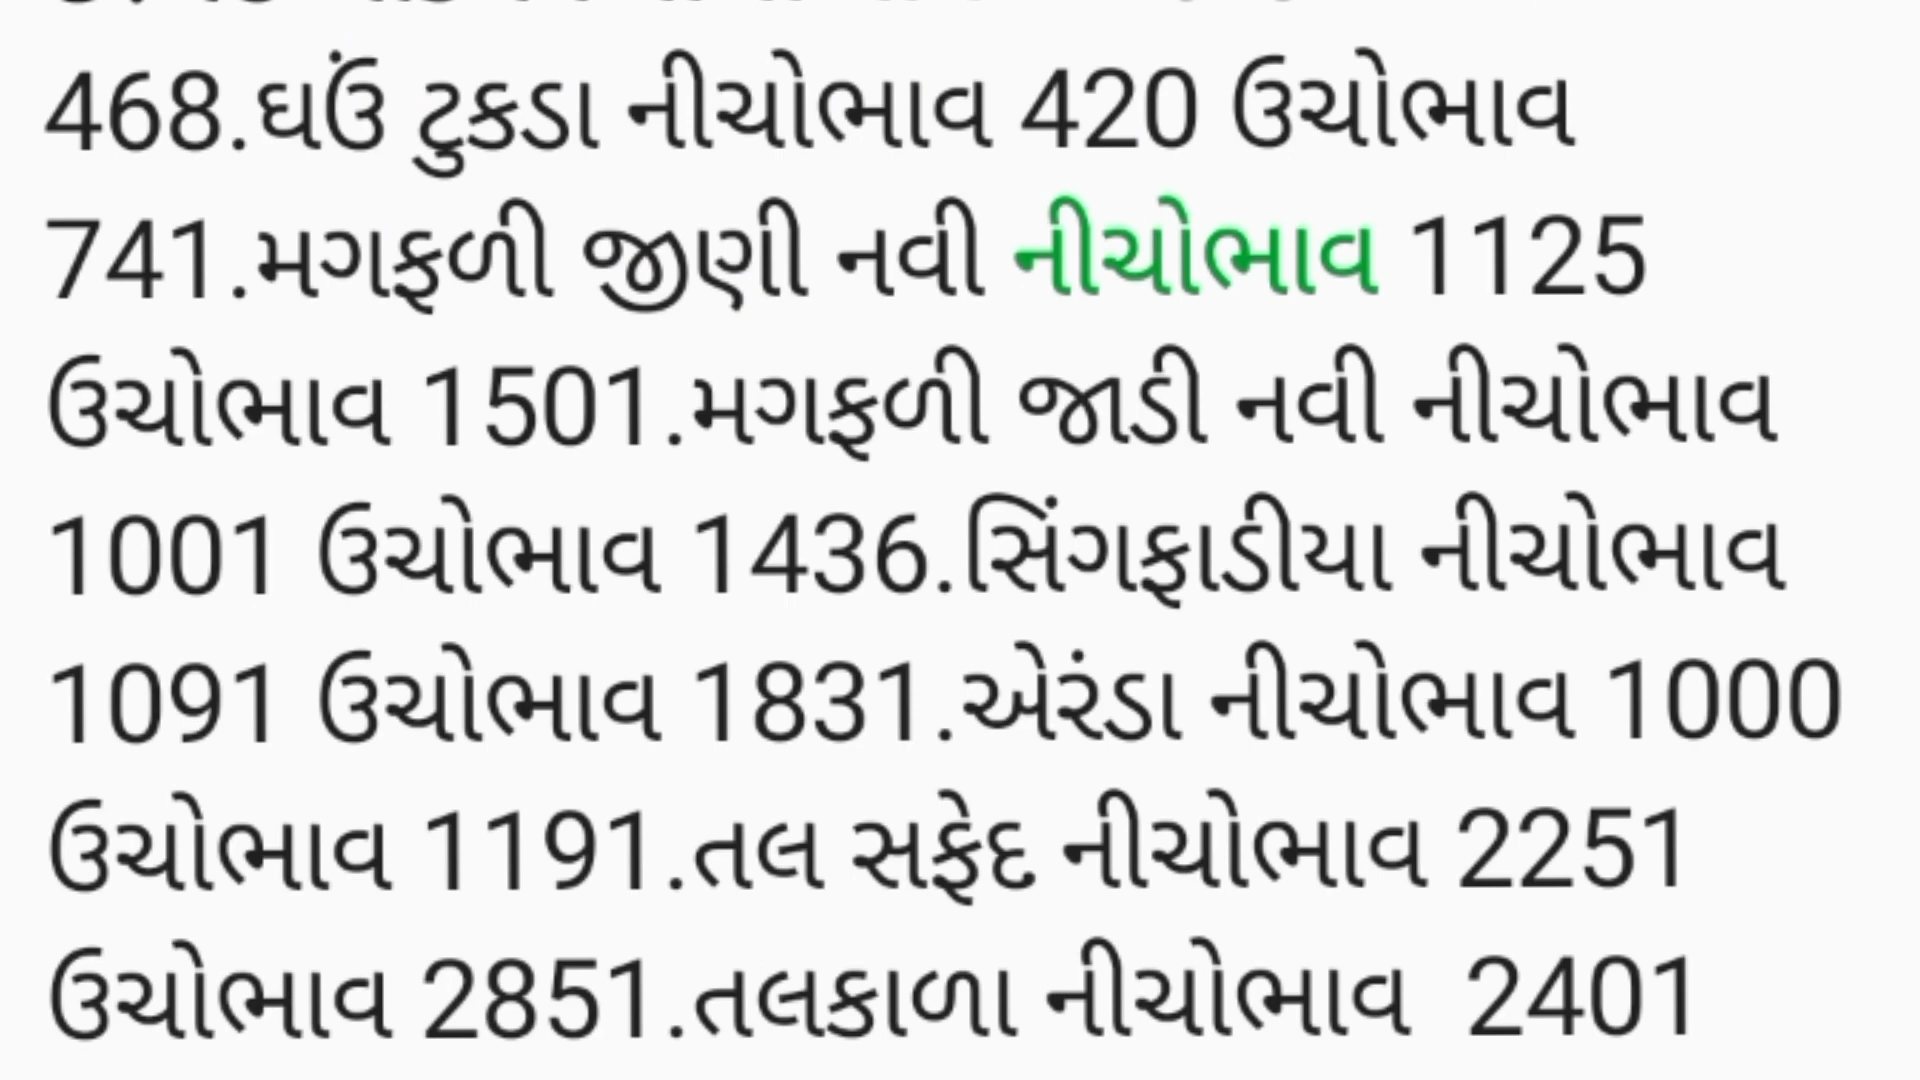 468.ઘઉં ટુકડા નીચોભાવ 420 ઉચોભાવ
741.મગફળી જીણી નવી નીચોભાવ 1125
ઉચોભાવ 1501.મગફળી જાડી નવી નીચોભાવ
1001 ઉચોભાવ 1436.સિંગફાડીયા નીચોભાવ
1091 ઉચોભાવ 1831.એરંડા નીચોભાવ 1000
ઉચોભાવ 1191.તલ સફેદ નીચોભાવ 2251
ઉચોભાવ 2851.તલકાળા નીચોભાવ  2401